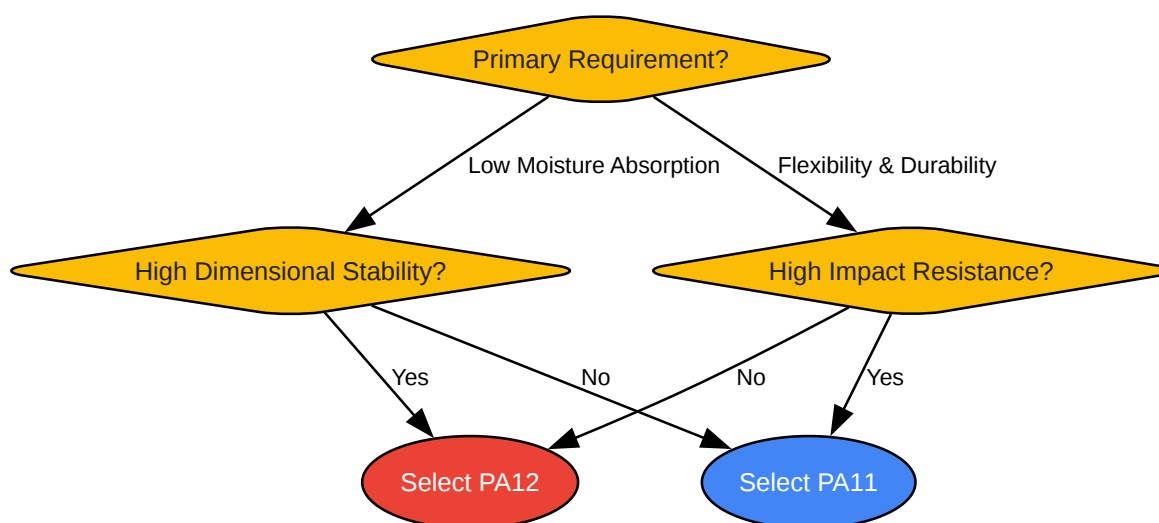 Primary Requirement?
Low Moisture Absorption
Flexibility & Durability
High Dimensional Stability?
High Impact Resistance?
Yes
No
No
Yes
Select PA12
Select PA11